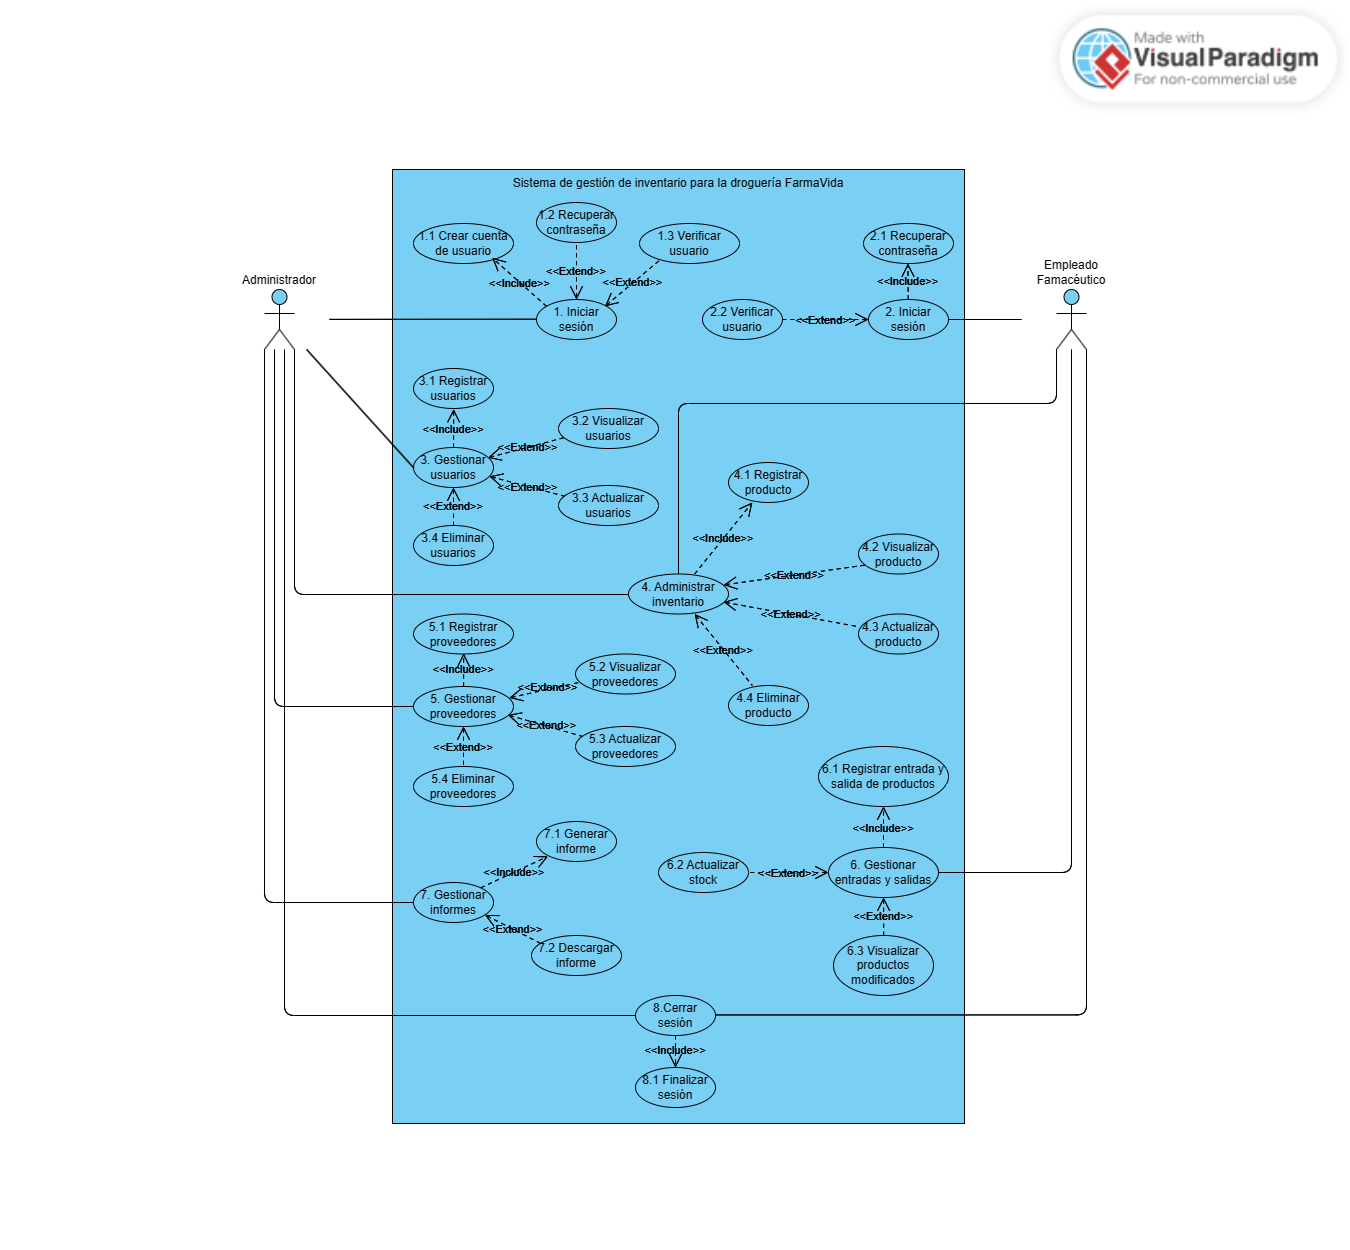 Made with
Visual Paradigm
For non-commercial use
Sistema de gestión de inventario para la droguería FarmaVida
1.1 Crear cuenta
de usuario
1.2 Recuperar
contraseña
1.3 Verificar
usuario
2.1 Recuperar
contraseña
Administrador
Empleado
Famacéutico
<<Include>>
<<Extend>>
<<Extend>>
<<Include>>
1. Iniciar
sesión
2.2 Verificar
usuario
<<Extend>>
2. Iniciar
sesión
3.1 Registrar
usuarios
<<Include>>
3.2 Visualizar
usuarios
<<Extend>>
3. Gestionar
usuarios
<<Extend>>
3.3 Actualizar
usuarios
<<Extend>>
3.4 Eliminar
usuarios
4.1 Registrar
producto
<<Include>>
4.2 Visualizar
producto
<<Extend>>
4. Administrar
inventario
<<Extend>>
4.3 Actualizar
producto
<<Extend>>
4.4 Eliminar
producto
5.1 Registrar
proveedores
<<Include>>
5.2 Visualizar
proveedores
<<Extend>>
5. Gestionar
proveedores
<<Extend>>
5.3 Actualizar
proveedores
<<Extend>>
5.4 Eliminar
proveedores
6.1 Registrar entrada y
salida de productos
<<Include>>
6.2 Actualizar
stock
<<Extend>>
6. Gestionar
entradas y salidas
<<Extend>>
6.3 Visualizar
productos
modificados
7.1 Generar
informe
<<Include>>
7. Gestionar
informes
<<Extend>>
7.2 Descargar
informe
8.Cerrar
sesión
<<Include>>
8.1 Finalizar
sesión